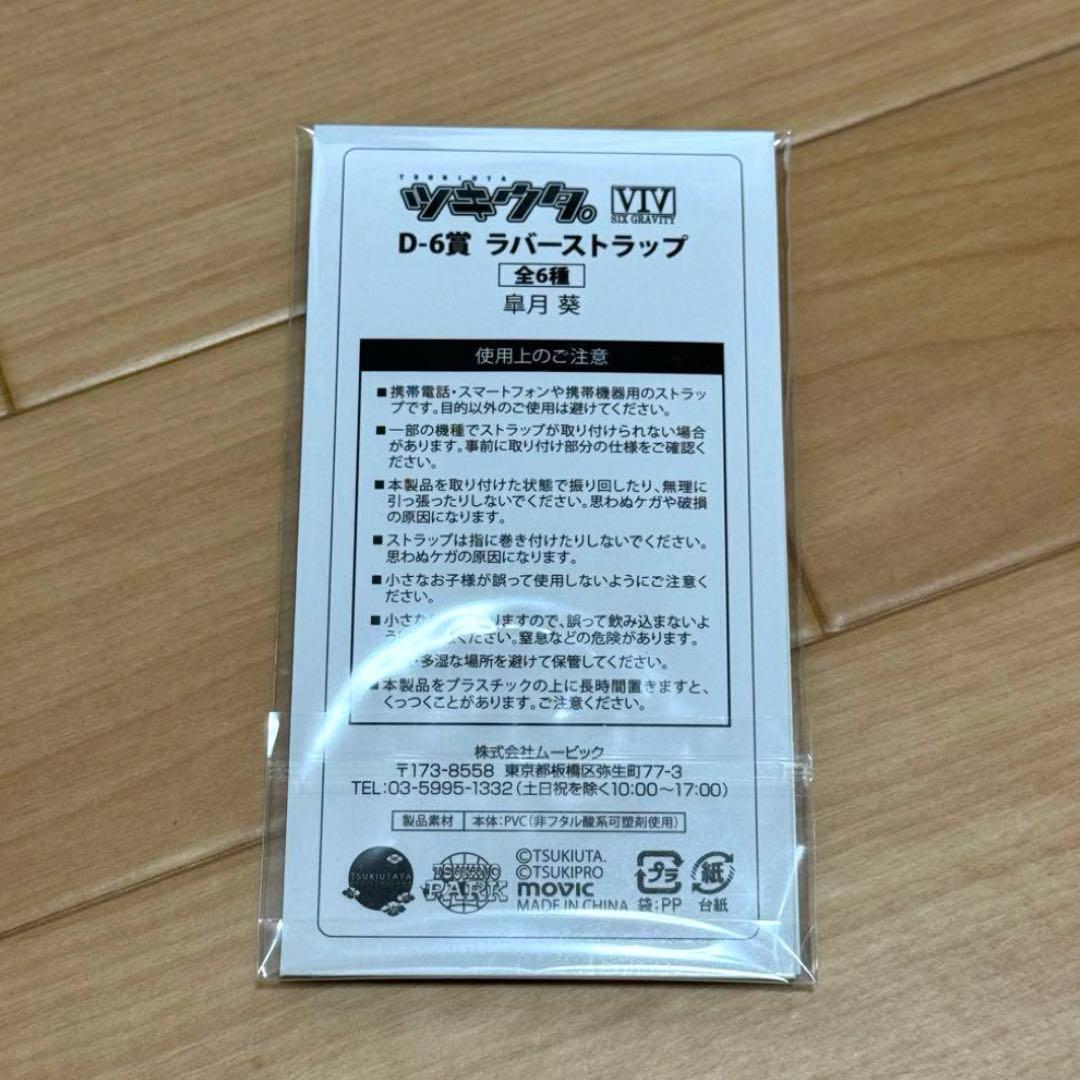 TSUKIUTA
ツキウタ。 VIV
SIX GRAVITY
D-6賞 ラバーストラップ
全6種
皐月 葵
使用上のご注意
■携帯電話・スマートフォンや携帯機器用のストラッ
プです。目的以外のご使用は避けてください。
■一部の機種でストラップが取り付けられない場合
があります。事前に取り付け部分の仕様をご確認く
ださい。
■本製品を取り付けた状態で振り回したり、無理に
引っ張ったりしないでください。思わぬケガや破損
の原因になります。
■ストラップは指に巻き付けたりしないでください。
思わぬケガの原因になります。
■小さなお子様が誤って使用しないようにご注意く
ださい。
■小さな りますので、誤って飲み込まないよ
う ください。窒息などの危険があります。
・多湿な場所を避けて保管してください。
■本製品をプラスチックの上に長時間置きますと、
くっつくことがあります。ご注意ください。
株式会社ムービック
〒173-8558 東京都板橋区弥生町77-3
TEL:03-5995-1332(土日祝を除く10:00〜17:00)
製品素材 本体:PVC(非フタル酸系可塑剤使用)
TSUKIUTAYA
TSUKINO
PARK
©TSUKIUTA.
©TSUKIPRO
movic
MADE IN CHINA
プラ
袋:PP
紙
台紙